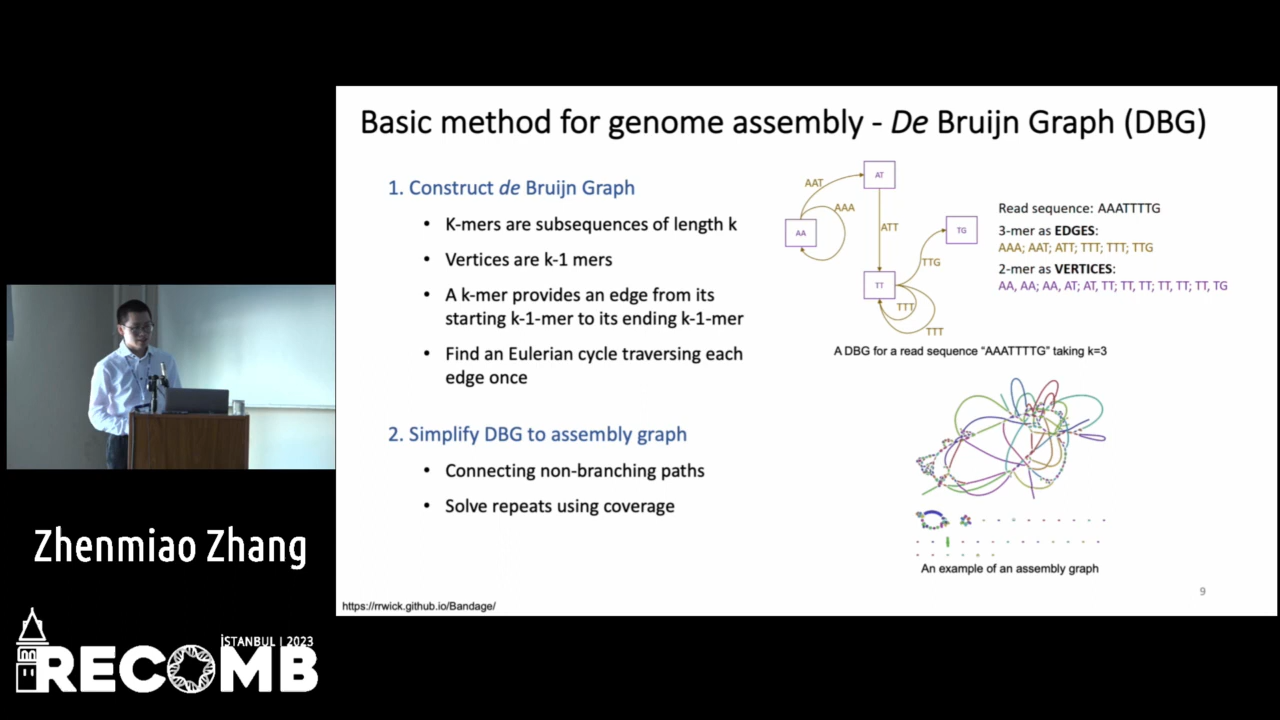 Basic method for genome assembly - De Bruijn Graph (DBG)
1. Construct de Bruijn Graph
• K-mers are subsequences of length k
• Vertices are k-1 mers
• A k-mer provides an edge from its
starting k-1-mer to its ending k-1-mer
• Find an Eulerian cycle traversing each
edge once
2. Simplify DBG to assembly graph
• Connecting non-branching paths
• Solve repeats using coverage
AT
AAT
AAA
AA
ATT
TG
TTG
TT
TTT
TTT
Read sequence: AAATTTTG
3-mer as EDGES:
AAA; AAT; ATT; TTT; TTT; TTG
2-mer as VERTICES:
AA, AA; AA, AT; AT, TT; TT, TT; TT, TT; TT, TG
A DBG for a read sequence “AAATTTTG” taking k=3
An example of an assembly graph
9
https://rrwick.github.io/Bandage/
Zhenmiao Zhang
İSTANBUL | 2023
RECOMB